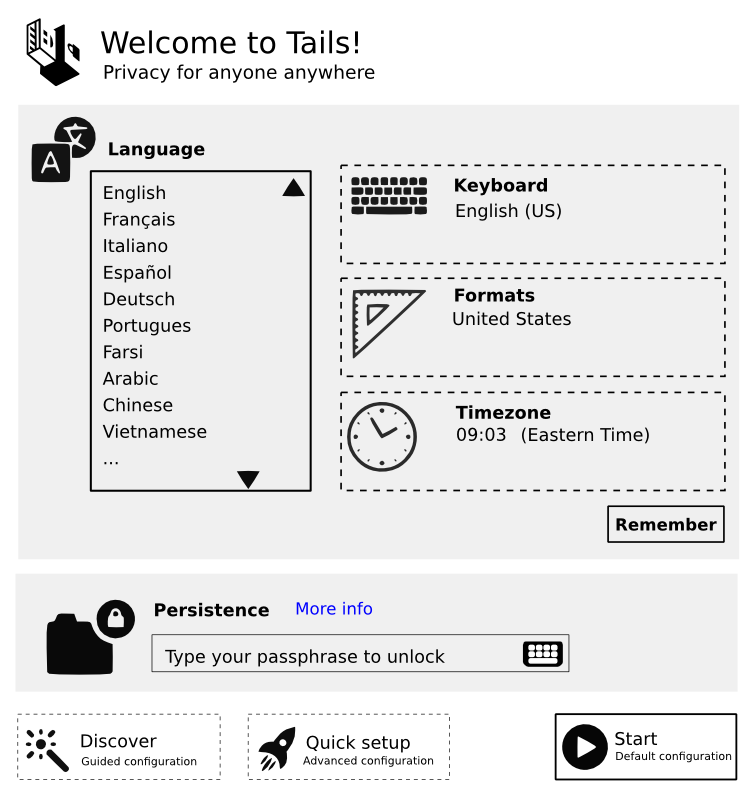 Welcome to Tails!
Privacy for anyone anywhere
文
A
Language
English
Français
Italiano
Español
Deutsch
Portugues
Farsi
Arabic
Chinese
Vietnamese
...
Keyboard
English (US)
Formats
United States
Timezone
09:03 (Eastern Time)
Remember
Persistence More info
Type your passphrase to unlock
Discover
Guided configuration
Quick setup
Advanced configuration
Start
Default configuration